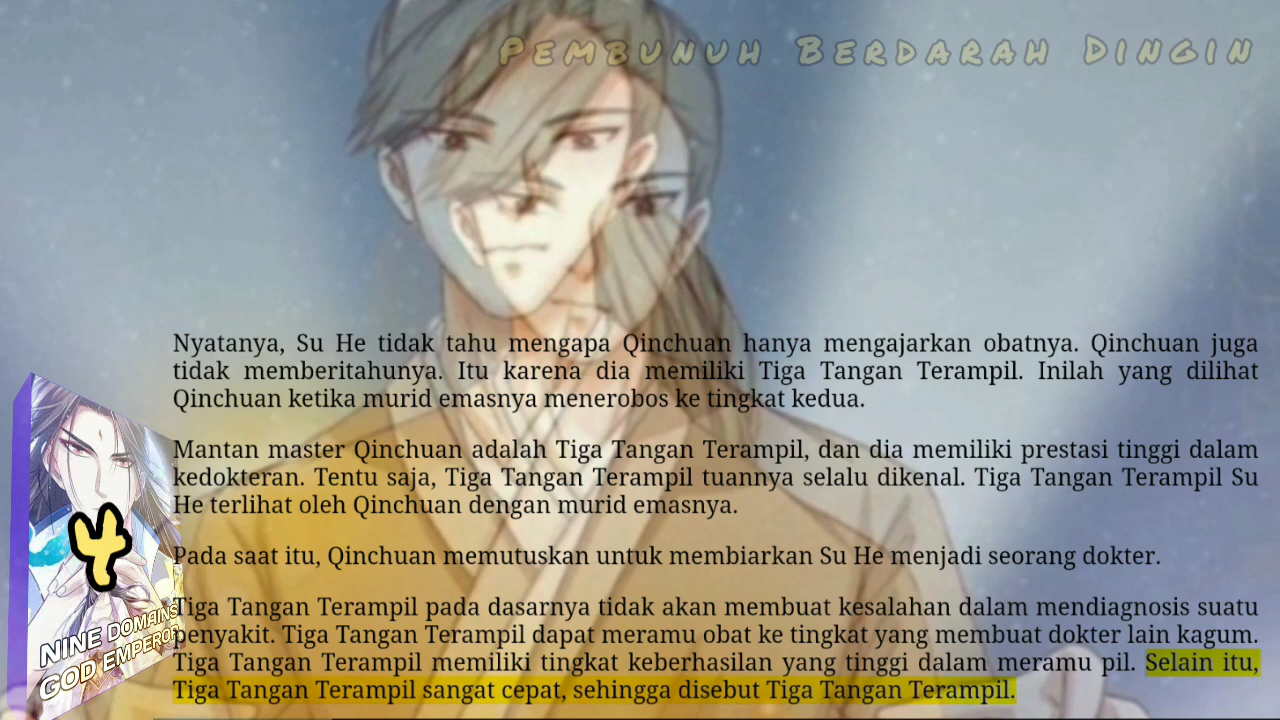 Pembunuh Berdarah Dingin
Nyatanya, Su He tidak tahu mengapa Qinchuan hanya mengajarkan obatnya. Qinchuan juga
tidak memberitahunya. Itu karena dia memiliki Tiga Tangan Terampil. Inilah yang dilihat
Qinchuan ketika murid emasnya menerobos ke tingkat kedua.
Mantan master Qinchuan adalah Tiga Tangan Terampil, dan dia memiliki prestasi tinggi dalam
kedokteran. Tentu saja, Tiga Tangan Terampil tuannya selalu dikenal. Tiga Tangan Terampil Su
He terlihat oleh Qinchuan dengan murid emasnya.
Pada saat itu, Qinchuan memutuskan untuk membiarkan Su He menjadi seorang dokter.
Tiga Tangan Terampil pada dasarnya tidak akan membuat kesalahan dalam mendiagnosis suatu
penyakit. Tiga Tangan Terampil dapat meramu obat ke tingkat yang membuat dokter lain kagum.
Tiga Tangan Terampil memiliki tingkat keberhasilan yang tinggi dalam meramu pil. Selain itu,
Tiga Tangan Terampil sangat cepat, sehingga disebut Tiga Tangan Terampil.
NINE DOMAINS
GOD EMPEROR